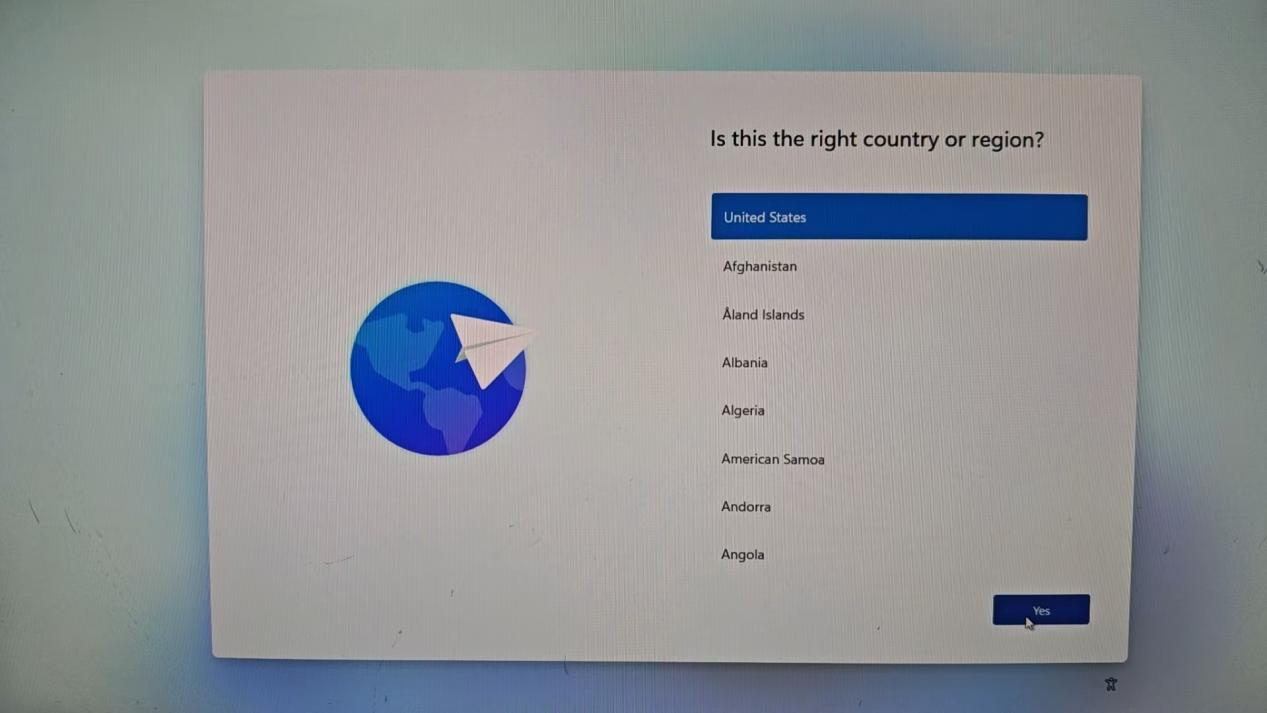 Is this the right country or region?
United States
Afghanistan
Åland Islands
Albania
Algeria
American Samoa
Andorra
Angola
Yes